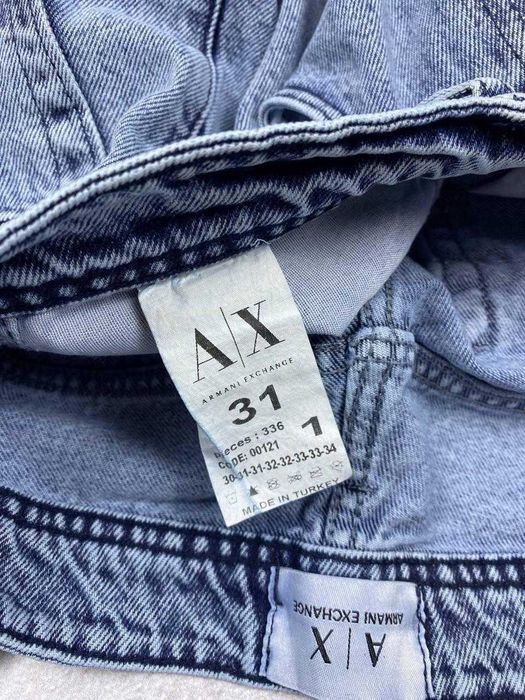 A|X
ARMANI EXCHANGE
31
eces : 336
CODE: 00121
1
30-31-31-32-32-33-33-34
MADE IN TURKEY
A|X
ARMANI EXCHANGE